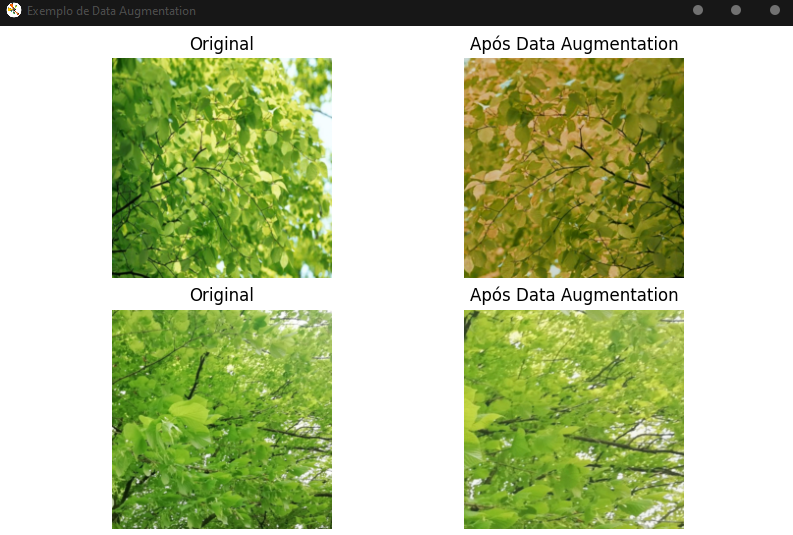 Exemplo de Data Augmentation
Original
Após Data Augmentation
Original
Após Data Augmentation